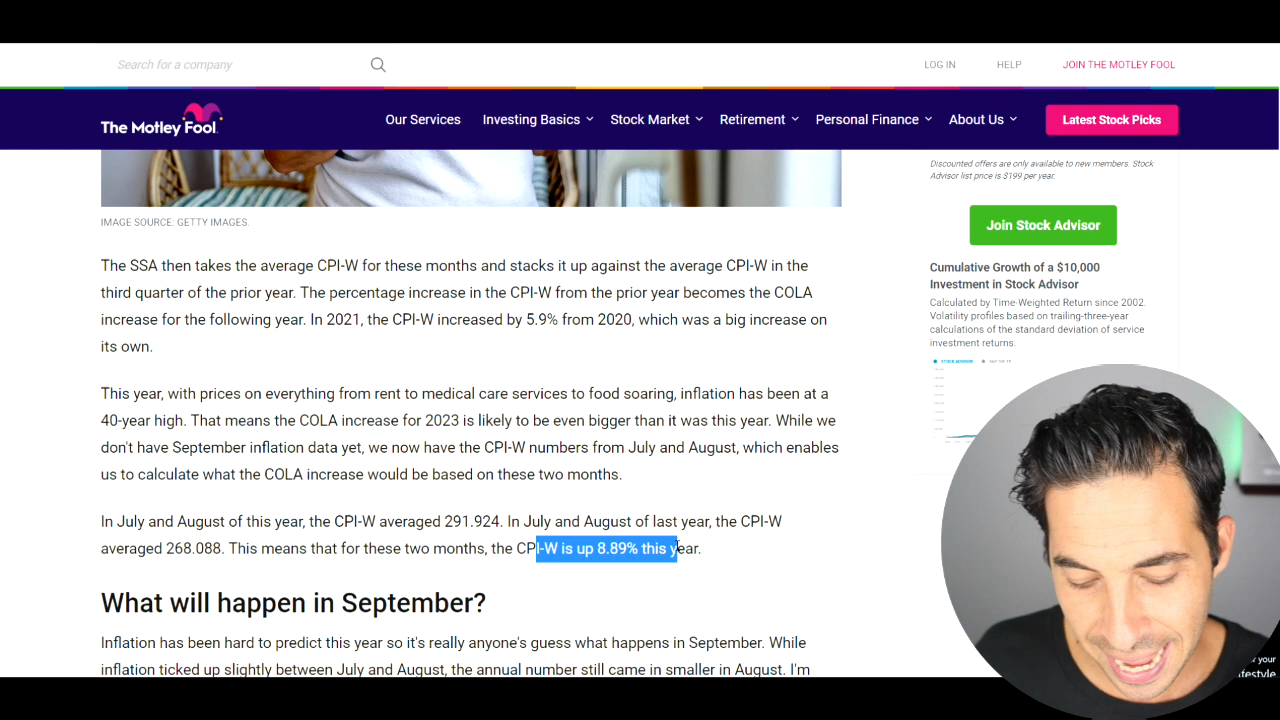 Search for a company
LOG IN
HELP
JOIN THE MOTLEY FOOL
The Motley Fool.
Our Services
Investing Basics
Stock Market
Retirement
Personal Finance
About Us
Latest Stock Picks
IMAGE SOURCE: GETTY IMAGES.
The SSA then takes the average CPI-W for these months and stacks it up against the average CPI-W in the
third quarter of the prior year. The percentage increase in the CPI-W from the prior year becomes the COLA
increase for the following year. In 2021, the CPI-W increased by 5.9% from 2020, which was a big increase on
its own.
This year, with prices on everything from rent to medical care services to food soaring, inflation has been at a
40-year high. That means the COLA increase for 2023 is likely to be even bigger than it was this year. While we
don't have September inflation data yet, we now have the CPI-W numbers from July and August, which enables
us to calculate what the COLA increase would be based on these two months.
In July and August of this year, the CPI-W averaged 291.924. In July and August of last year, the CPI-W
averaged 268.088. This means that for these two months, the CPI-W is up 8.89% this year.
What will happen in September?
Inflation has been hard to predict this year so it's really anyone's guess what happens in September. While
inflation ticked up slightly between July and August, the annual number still came in smaller in August. I'm
Discounted offers are only available to new members. Stock
Advisor list price is $199 per year.
Join Stock Advisor
Cumulative Growth of a $10,000
Investment in Stock Advisor
Calculated by Time-Weighted Return since 2002.
Volatility profiles based on trailing-three-year
calculations of the standard deviation of service
investment returns.
STOCK ADVISOR
your